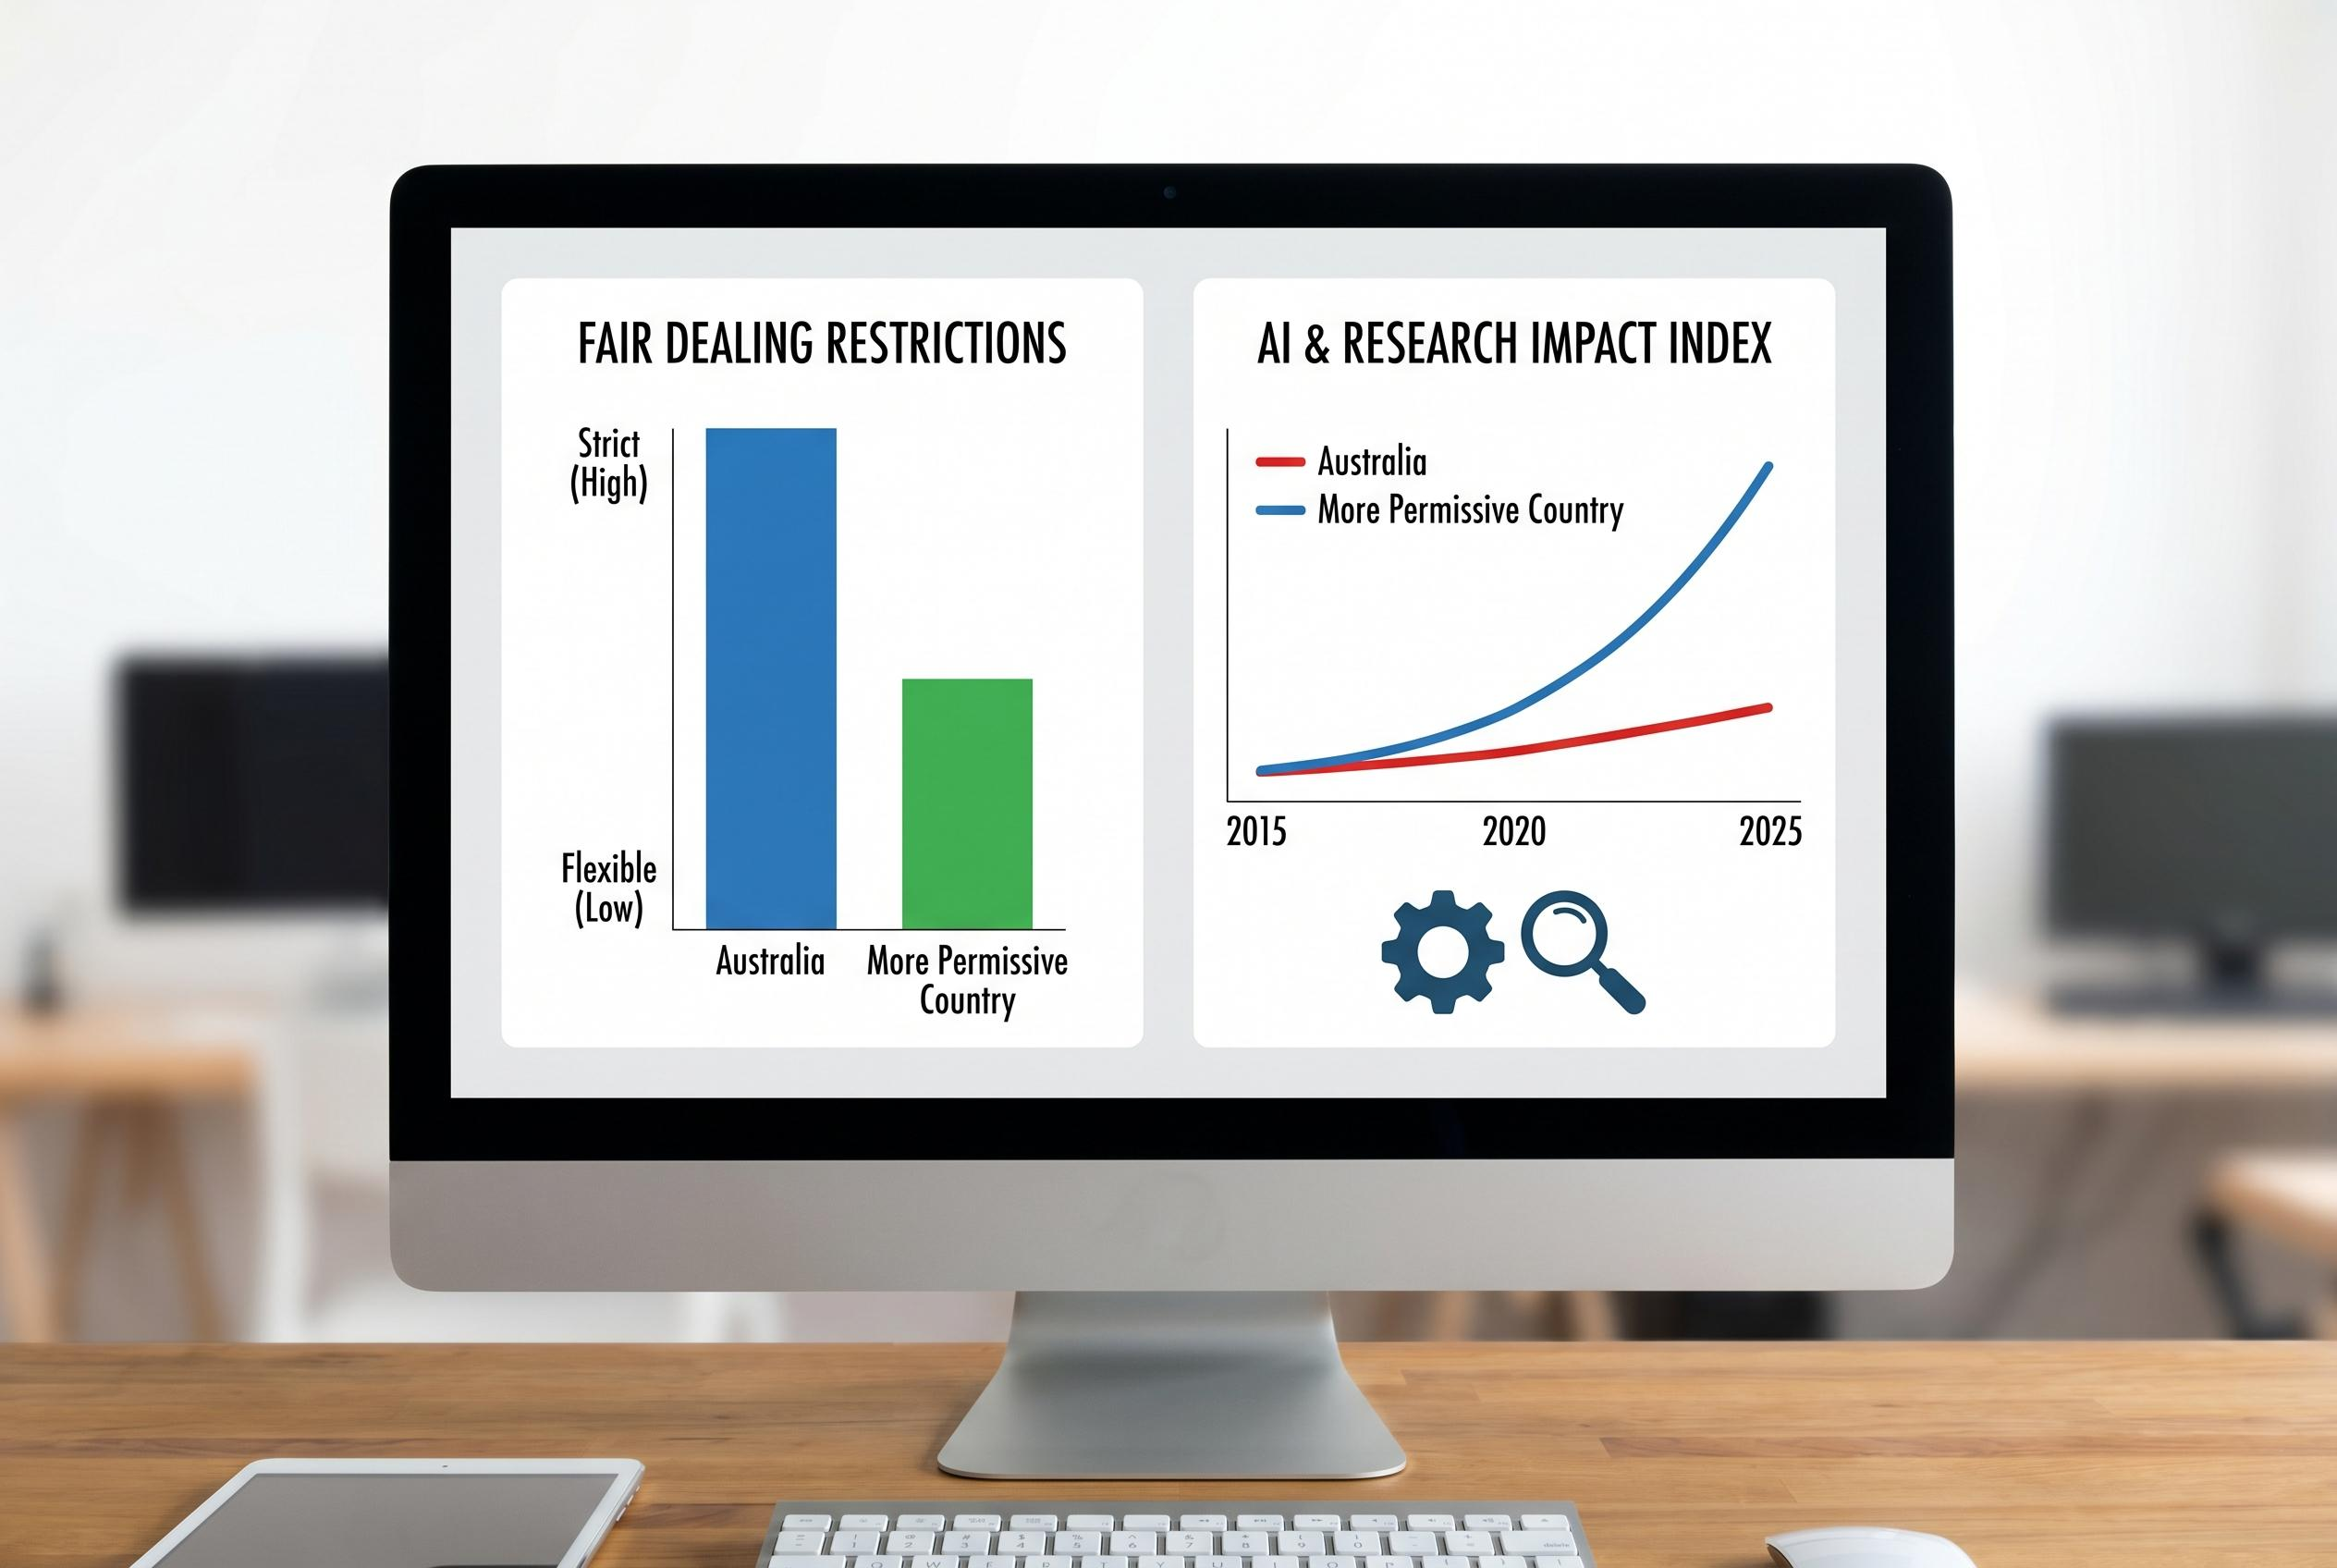 FAIR DEALING RESTRICTIONS
Strict
(High)
Flexible
(Low)
Australia
More Permissive
Country
AI & RESEARCH IMPACT INDEX
Australia
More Permissive Country
2015
2020
2025